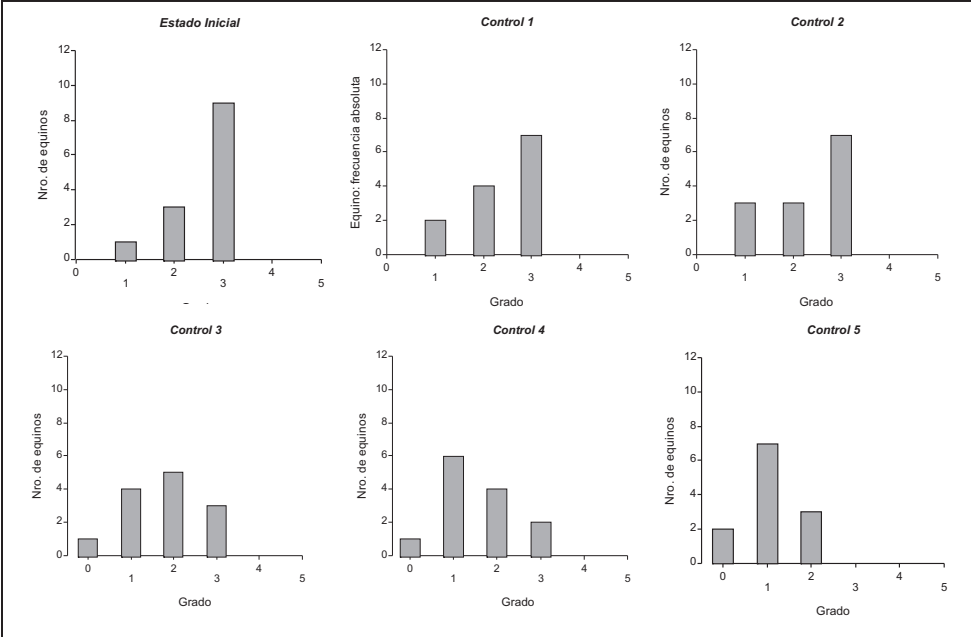 Estado Inicial
12
10
8
6
4
2
0
Nro. de equinos
0 1 2 3 4 5
Control 1
12
10
8
6
4
2
0
Equino: frecuencia absoluta
0 1 2 3 4 5
Grado
Control 2
12
10
8
6
4
2
0
Nro. de equinos
0 1 2 3 4 5
Grado
Control 3
12
10
8
6
4
2
0
Nro. de equinos
0 1 2 3 4 5
Grado
Control 4
12
10
8
6
4
2
0
Nro. de equinos
0 1 2 3 4 5
Grado
Control 5
12
10
8
6
4
2
0
Nro. de equinos
0 1 2 3 4 5
Grado